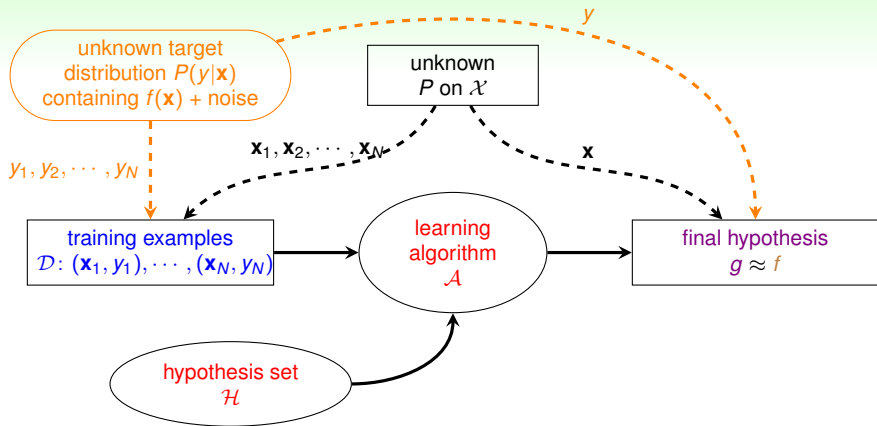 y
unknown target
distribution P(y|x)
containing f(x) + noise
unknown
P on 𝒳
y₁, y₂, ⋯ , y_N
x₁, x₂, ⋯ , x_N
x
training examples
𝒟: (x₁, y₁), ⋯ , (x_N, y_N)
learning
algorithm
𝒜
final hypothesis
g ≈ f
hypothesis set
ℋ